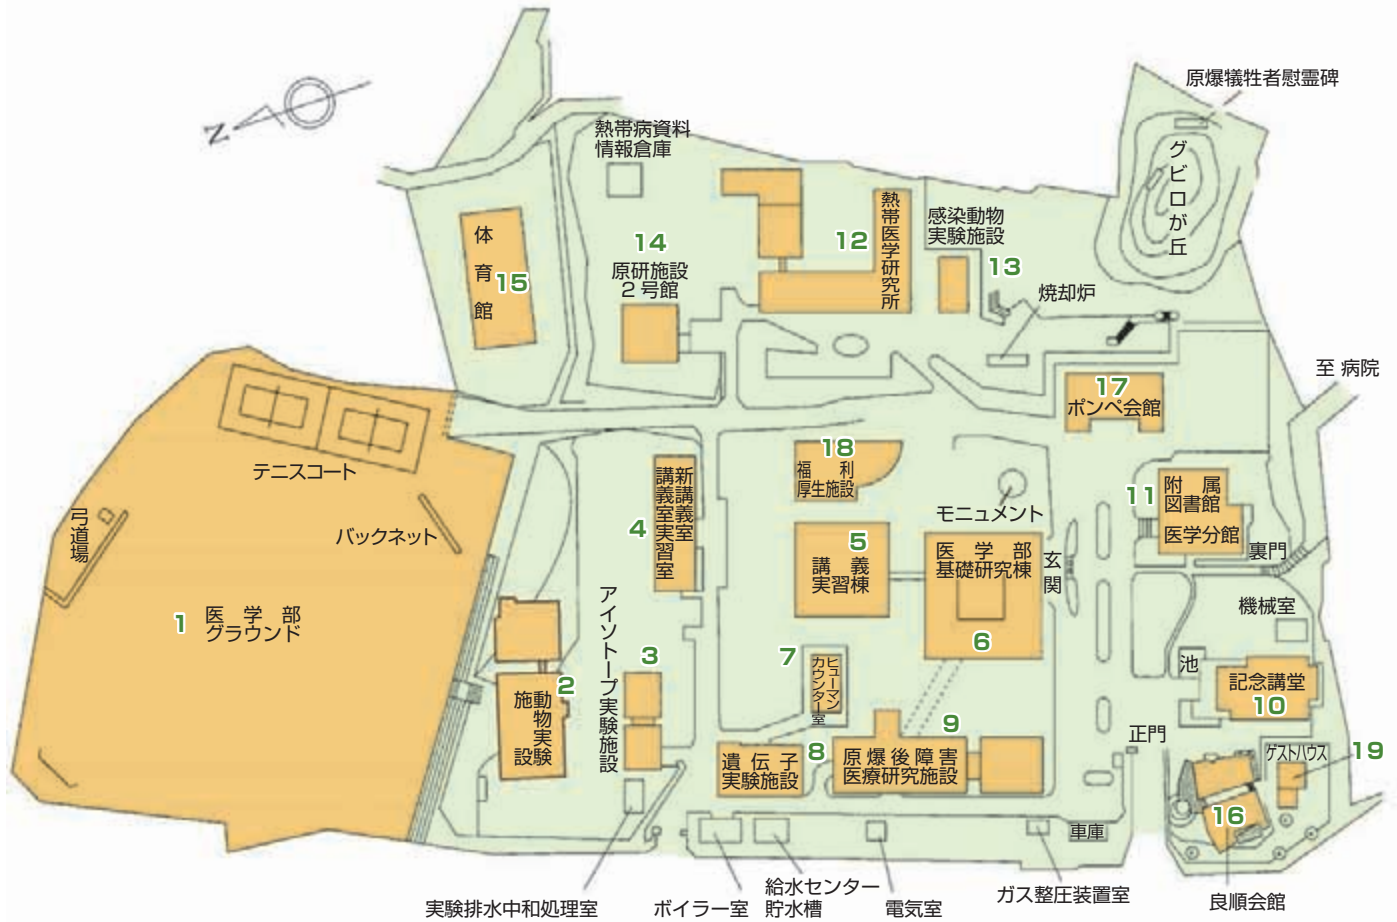 原爆犠牲者慰霊碑
N
熱帯病資料
情報倉庫
グビロが丘
体育館
15
14
原研施設
2 号館
12
熱帯医学研究所
感染動物
実験施設
13
焼却炉
至 病院
17
ポンペ会館
テニスコート
バックネット
弓道場
1
医 学 部
グラウンド
4
新講義室
講義室実習室
18
福 利
厚生施設
モニュメント
5
講 義
実習棟
医 学 部
基礎研究棟
6
玄関
11
附 属
図書館
医学分館
裏門
機械室
アイソトープ実験施設
3
2
動物実験
施設
7
ヒューマン
カウンター室
池
記念講堂
10
8
遺 伝 子
実験施設
9
原 爆 後 障 害
医療研究施設
正門
ゲストハウス
19
16
車庫
実験排水中和処理室
ボイラー室
給水センター
貯水槽
電気室
ガス整圧装置室
良順会館